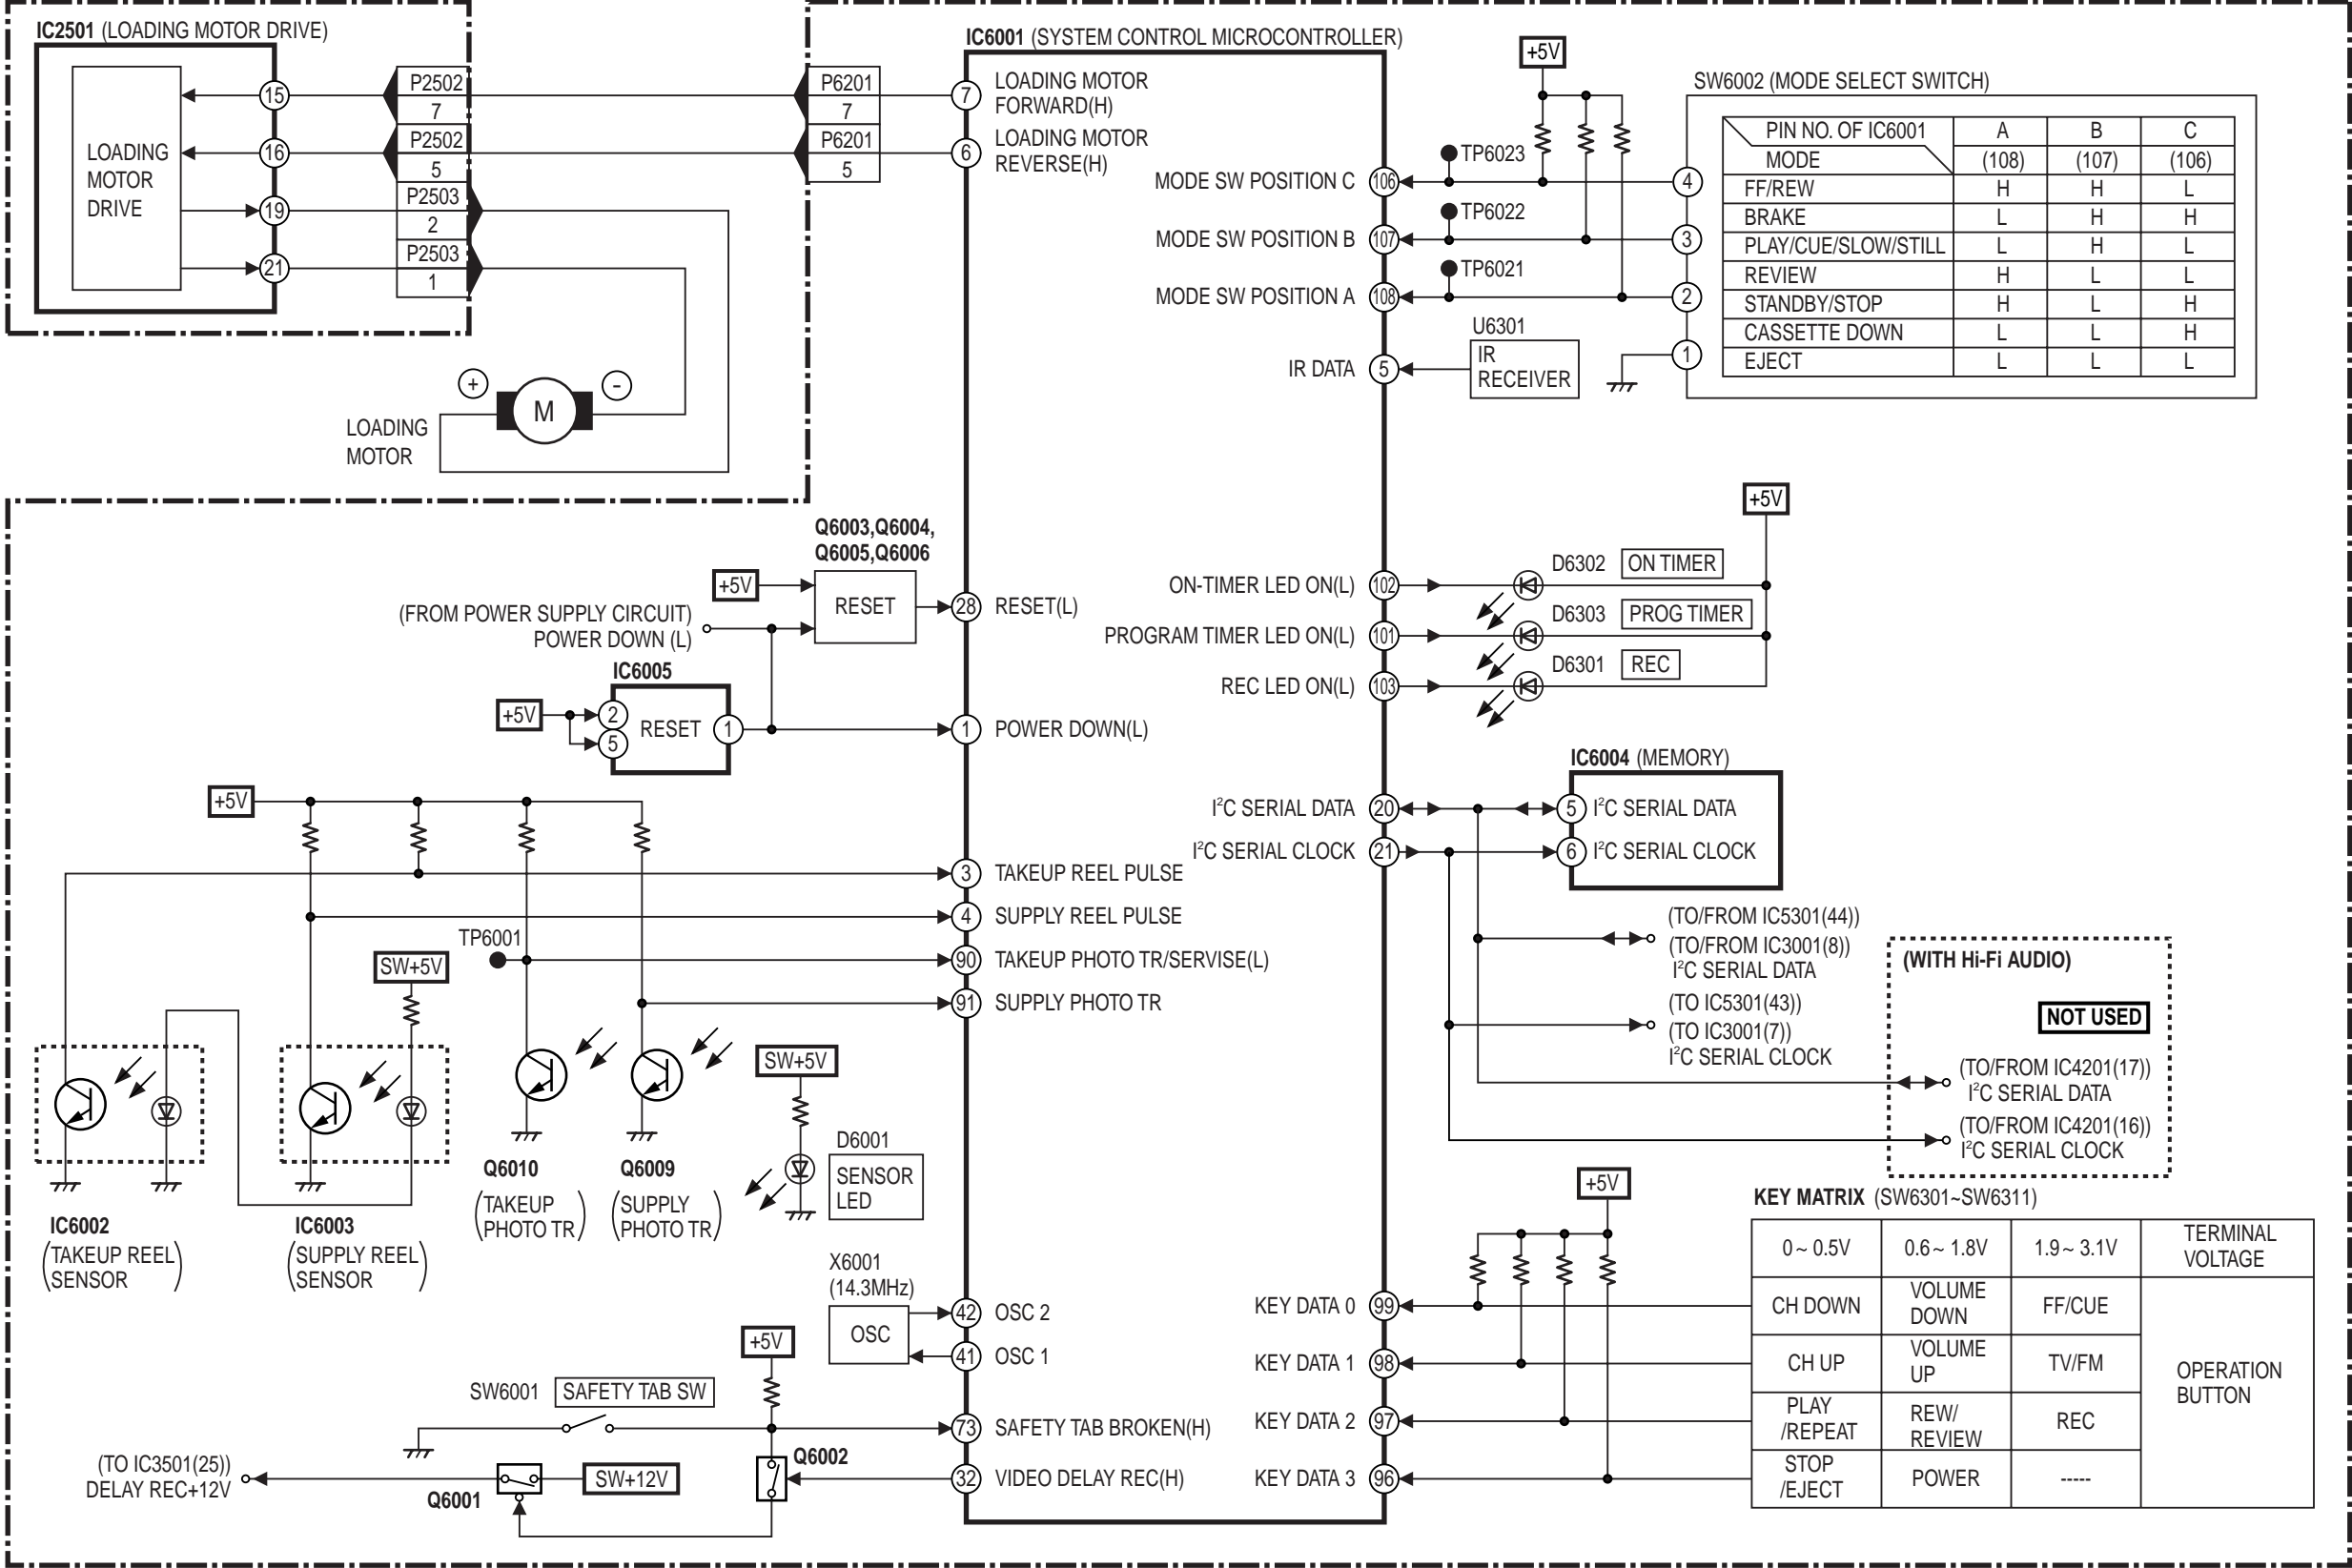 IC2501 (LOADING MOTOR DRIVE)
LOADING
MOTOR
DRIVE
15
16
19
21
P2502
7
P2502
5
P2503
2
P2503
1
P6201
7
P6201
5
+
M
-
LOADING
MOTOR
IC6001 (SYSTEM CONTROL MICROCONTROLLER)
7
LOADING MOTOR
FORWARD(H)
6
LOADING MOTOR
REVERSE(H)
MODE SW POSITION C 106
MODE SW POSITION B 107
MODE SW POSITION A 108
IR DATA 5
TP6023
TP6022
TP6021
+5V
U6301
IR
RECEIVER
SW6002 (MODE SELECT SWITCH)
4
3
2
1
PIN NO. OF IC6001 A B C
MODE (108) (107) (106)
FF/REW H H L
BRAKE L H H
PLAY/CUE/SLOW/STILL L H L
REVIEW H L L
STANDBY/STOP H L H
CASSETTE DOWN L L H
EJECT L L L
Q6003,Q6004,
Q6005,Q6006
+5V
RESET
28 RESET(L)
(FROM POWER SUPPLY CIRCUIT)
POWER DOWN (L)
IC6005
+5V
2
5
RESET
1
1 POWER DOWN(L)
+5V
ON-TIMER LED ON(L) 102
D6302 ON TIMER
PROGRAM TIMER LED ON(L) 101
D6303 PROG TIMER
REC LED ON(L) 103
D6301 REC
IC6004 (MEMORY)
I2C SERIAL DATA 20
5 I2C SERIAL DATA
I2C SERIAL CLOCK 21
6 I2C SERIAL CLOCK
(TO/FROM IC5301(44))
(TO/FROM IC3001(8))
I2C SERIAL DATA
(TO IC5301(43))
(TO IC3001(7))
I2C SERIAL CLOCK
(WITH Hi-Fi AUDIO)
NOT USED
(TO/FROM IC4201(17))
I2C SERIAL DATA
(TO/FROM IC4201(16))
I2C SERIAL CLOCK
+5V
3 TAKEUP REEL PULSE
4 SUPPLY REEL PULSE
TP6001
90 TAKEUP PHOTO TR/SERVISE(L)
91 SUPPLY PHOTO TR
SW+5V
SW+5V
D6001
SENSOR
LED
IC6002
(TAKEUP REEL
SENSOR)
IC6003
(SUPPLY REEL
SENSOR)
Q6010
(TAKEUP
PHOTO TR)
Q6009
(SUPPLY
PHOTO TR)
X6001
(14.3MHz)
OSC
42 OSC 2
41 OSC 1
+5V
SW6001 SAFETY TAB SW
73 SAFETY TAB BROKEN(H)
(TO IC3501(25))
DELAY REC+12V
Q6001
SW+12V
Q6002
32 VIDEO DELAY REC(H)
+5V
KEY DATA 0 99
KEY DATA 1 98
KEY DATA 2 97
KEY DATA 3 96
KEY MATRIX (SW6301~SW6311)
0~ 0.5V 0.6~ 1.8V 1.9~ 3.1V
TERMINAL
VOLTAGE
CH DOWN
VOLUME
DOWN
FF/CUE
CH UP
VOLUME
UP
TV/FM
PLAY
/REPEAT
REW/
REVIEW
REC
STOP
/EJECT
POWER
-----
OPERATION
BUTTON